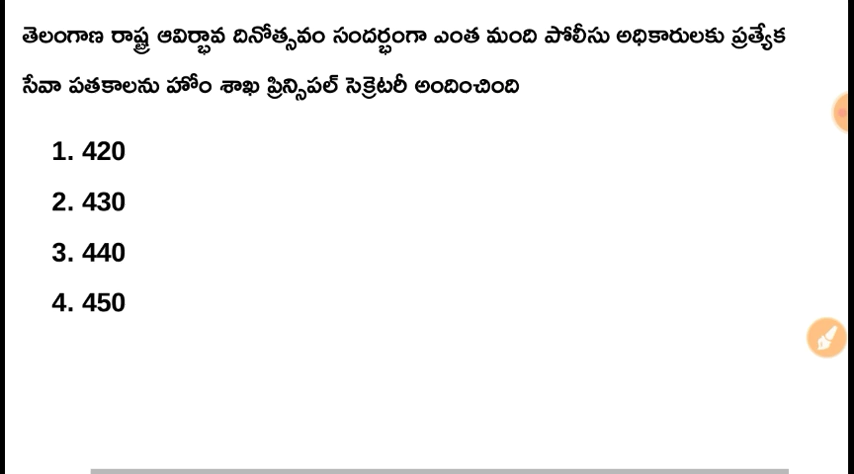 తెలంగాణ రాష్ట్ర ఆవిర్భావ దినోత్సవం సందర్భంగా ఎంత మంది పోలీసు అధికారులకు ప్రత్యేక
సేవా పతకాలను హోం శాఖ ప్రిన్సిపల్ సెక్రెటరీ అందించింది
1. 420
2. 430
3. 440
4. 450